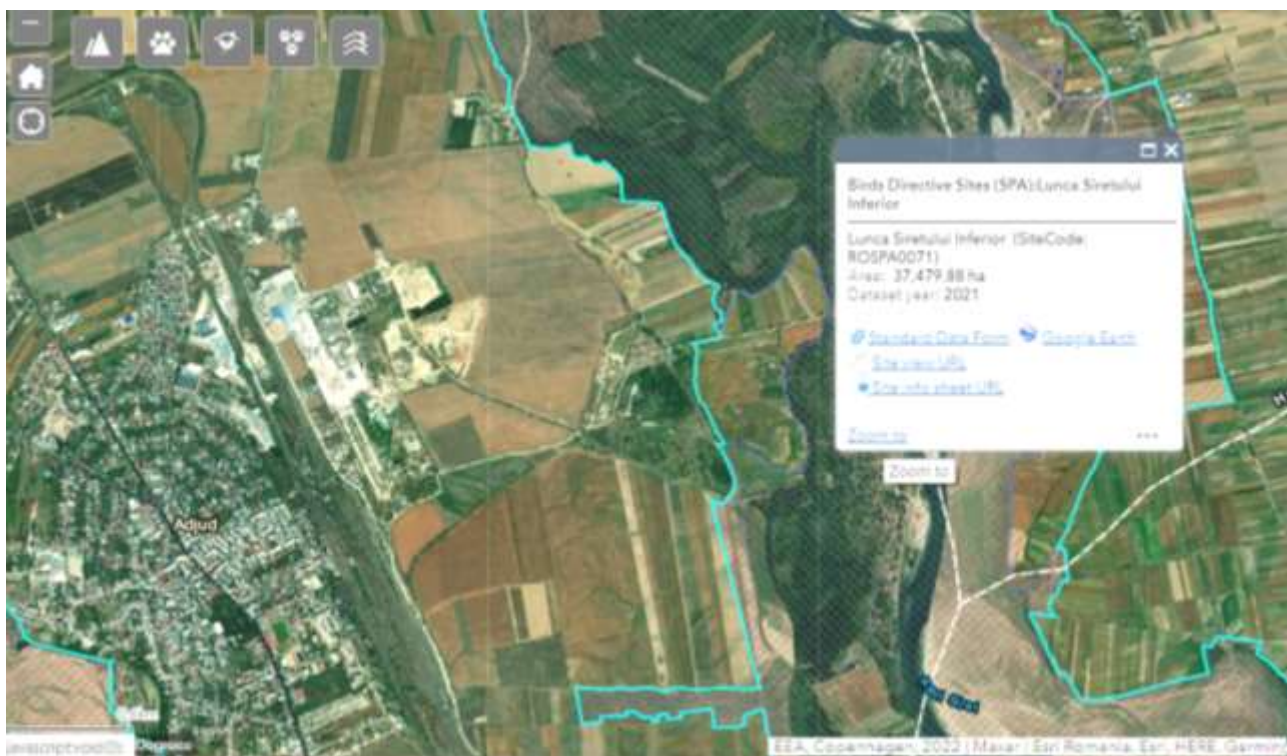 Birds Directive Sites (SPA):Lunca Siretului
Inferior
Lunca Siretului Inferior (SiteCode:
ROSPA0071)
Area: 37,479.88 ha
Dataset year: 2021
Standard Data Form Google Earth
Site view URL
Site info sheet URL
Zoom to
Zoom to
Adjud
Degrees
EEA, Copenhagen, 2022 | Maxar | Esri Romania, Esri, HERE, Garmin